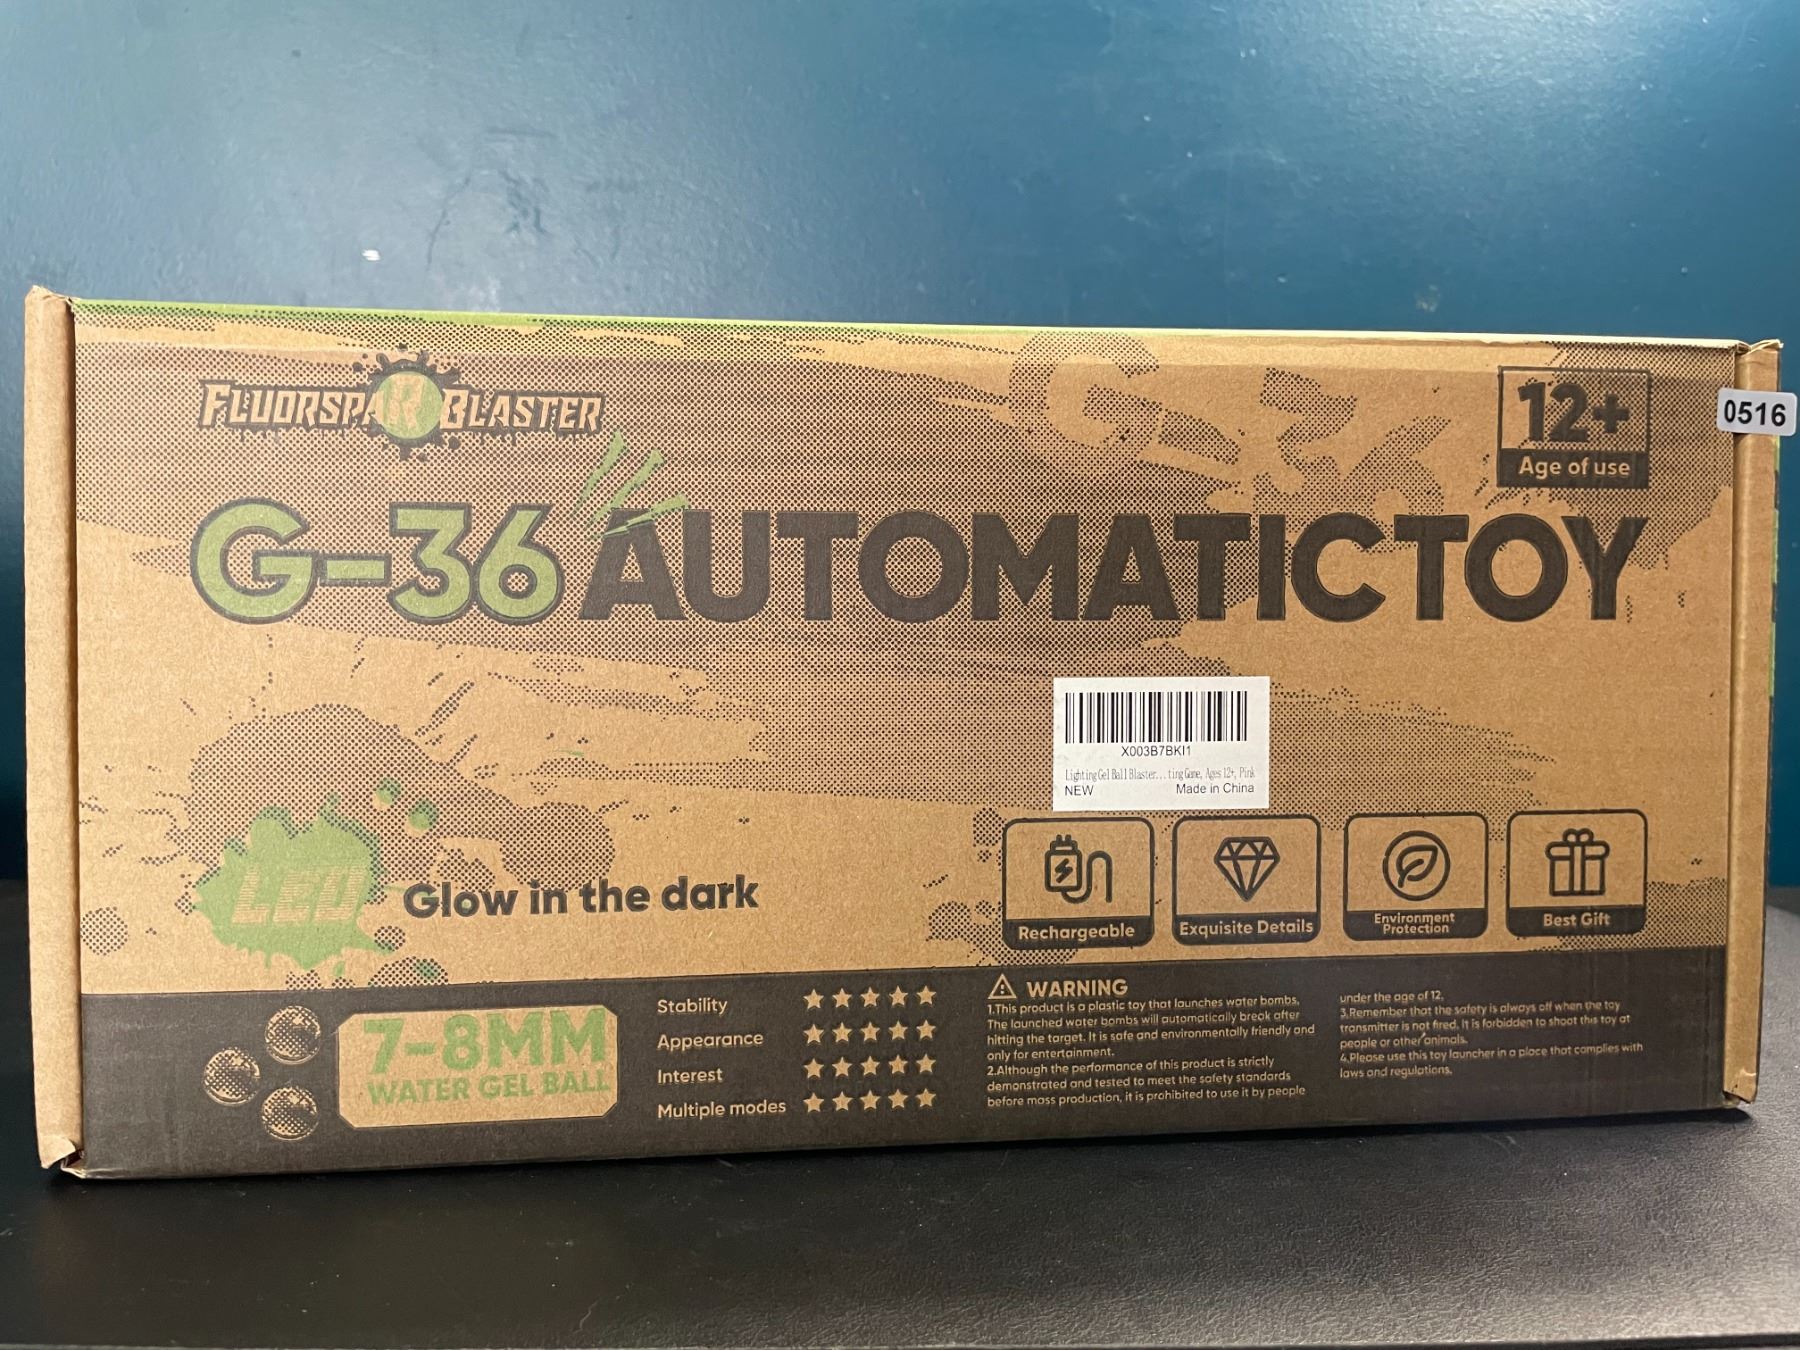 FLUORSPAR BLASTER
12+
Age of use
0516
G-36 AUTOMATIC TOY
X003B7BKI1
Lighting Gel Ball Blaster...ting Game, Ages 12+, Pink
NEW Made in China
LED
Glow in the dark
Rechargeable
Exquisite Details
Environment
Protection
Best Gift
7-8MM
WATER GEL BALL
Stability
Appearance
Interest
Multiple modes
WARNING
1.This product is a plastic toy that launches water bombs.
The launched water bombs will automatically break after
hitting the target. It is safe and environmentally friendly and
only for entertainment.
2.Although the performance of this product is strictly
demonstrated and tested to meet the safety standards
before mass production, it is prohibited to use it by people
under the age of 12.
3.Remember that the safety is always off when the toy
transmitter is not fired. It is forbidden to shoot this toy at
people or other animals.
4.Please use this toy launcher in a place that complies with
laws and regulations.